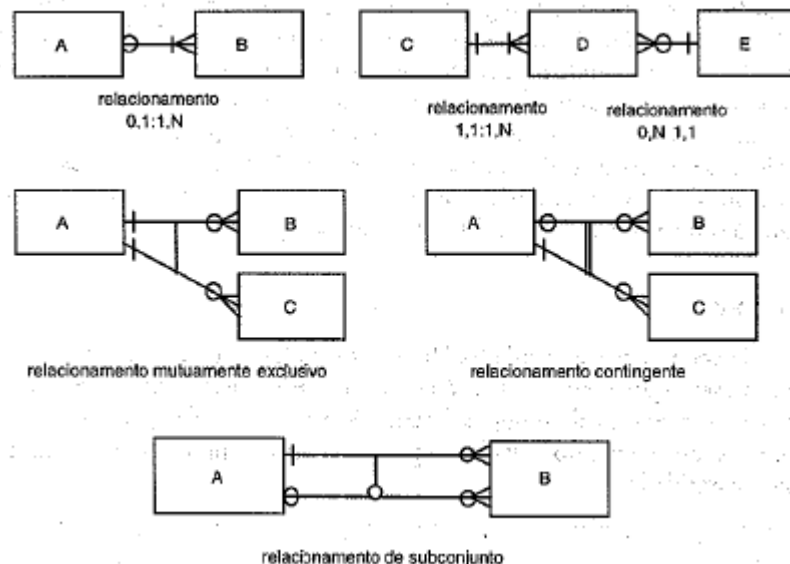 A B C D E
relacionamento
0,1:1,N
relacionamento
1,1:1,N
relacionamento
0,N 1,1
A B A B
C C
relacionamento mutuamente exclusivo
relacionamento contingente
A B
relacionamento de subconjunto